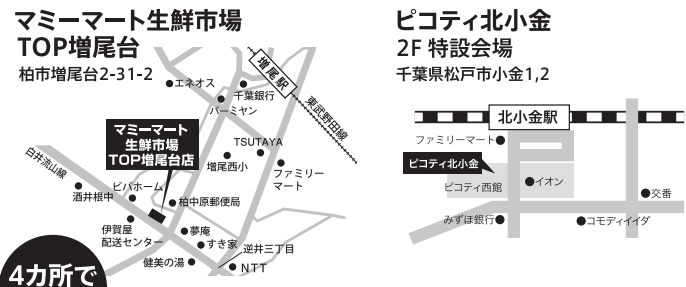 マミーマート生鮮市場
TOP増尾台
柏市増尾台2-31-2
増尾駅
エネオス
千葉銀行
バーミヤン
東武野田線
マミーマート
生鮮市場
TOP増尾台店
TSUTAYA
増尾西小
ファミリー
マート
白井流山線
酒井根中
ビバホーム
柏中原郵便局
伊賀屋
配送センター
夢庵
すき家
逆井三丁目
健美の湯
NTT
4カ所で
ピコティ北小金
2F 特設会場
千葉県松戸市小金1,2
北小金駅
ファミリーマート
ピコティ北小金
ピコティ西館
イオン
交番
みずほ銀行
コモディイイダ